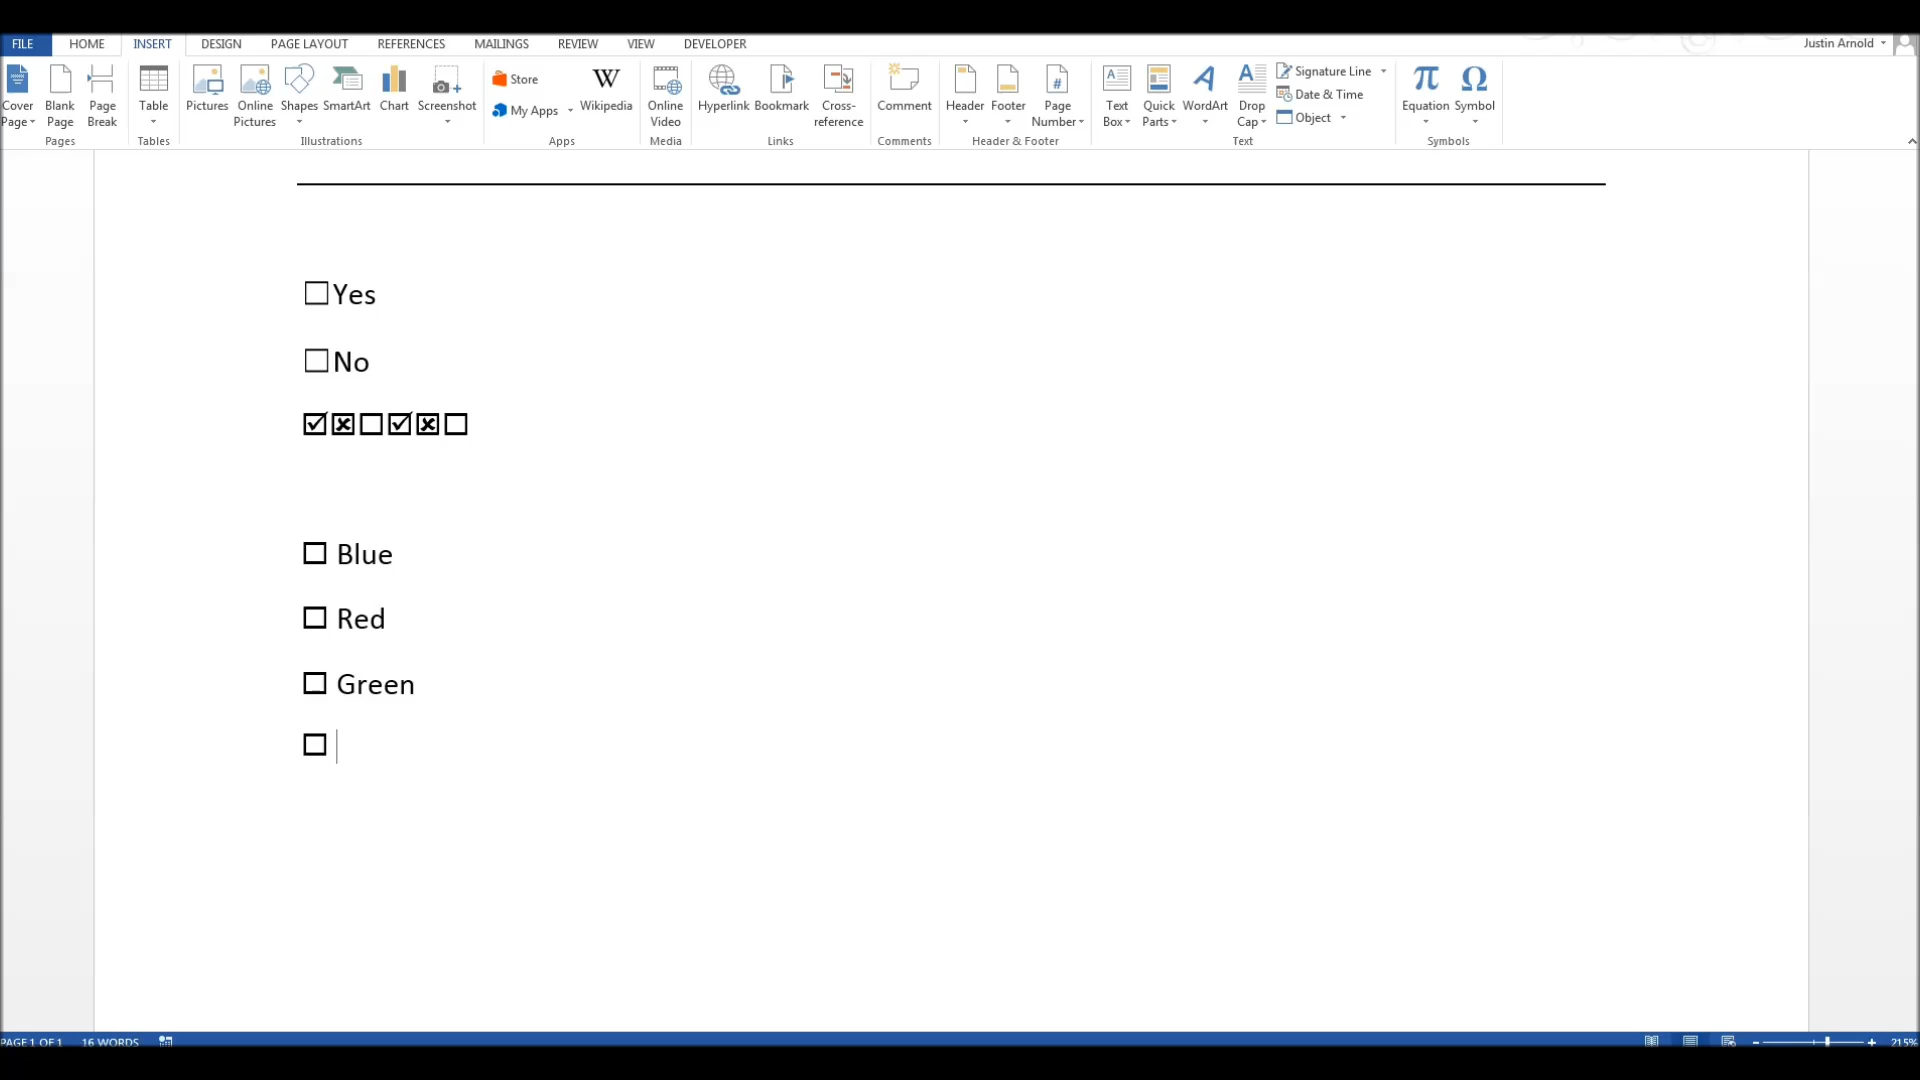 FILE HOME INSERT DESIGN PAGE LAYOUT REFERENCES MAILINGS REVIEW VIEW DEVELOPER Justin Arnold
Cover Page Blank Page Page Break
Pages
Table
Tables
Pictures Online Pictures Shapes SmartArt Chart Screenshot
Illustrations
Store
My Apps
W Wikipedia
Apps
Online Video
Media
Hyperlink Bookmark Cross-reference
Links
Comment
Comments
Header Footer # Page Number
Header & Footer
A Text Box Quick Parts A WordArt A Drop Cap
Signature Line
Date & Time
Object
Text
π Equation Ω Symbol
Symbols
☐ Yes
☐ No
☑☒☐☑☒☐
☐ Blue
☐ Red
☐ Green
☐
PAGE 1 OF 1 16 WORDS 215%